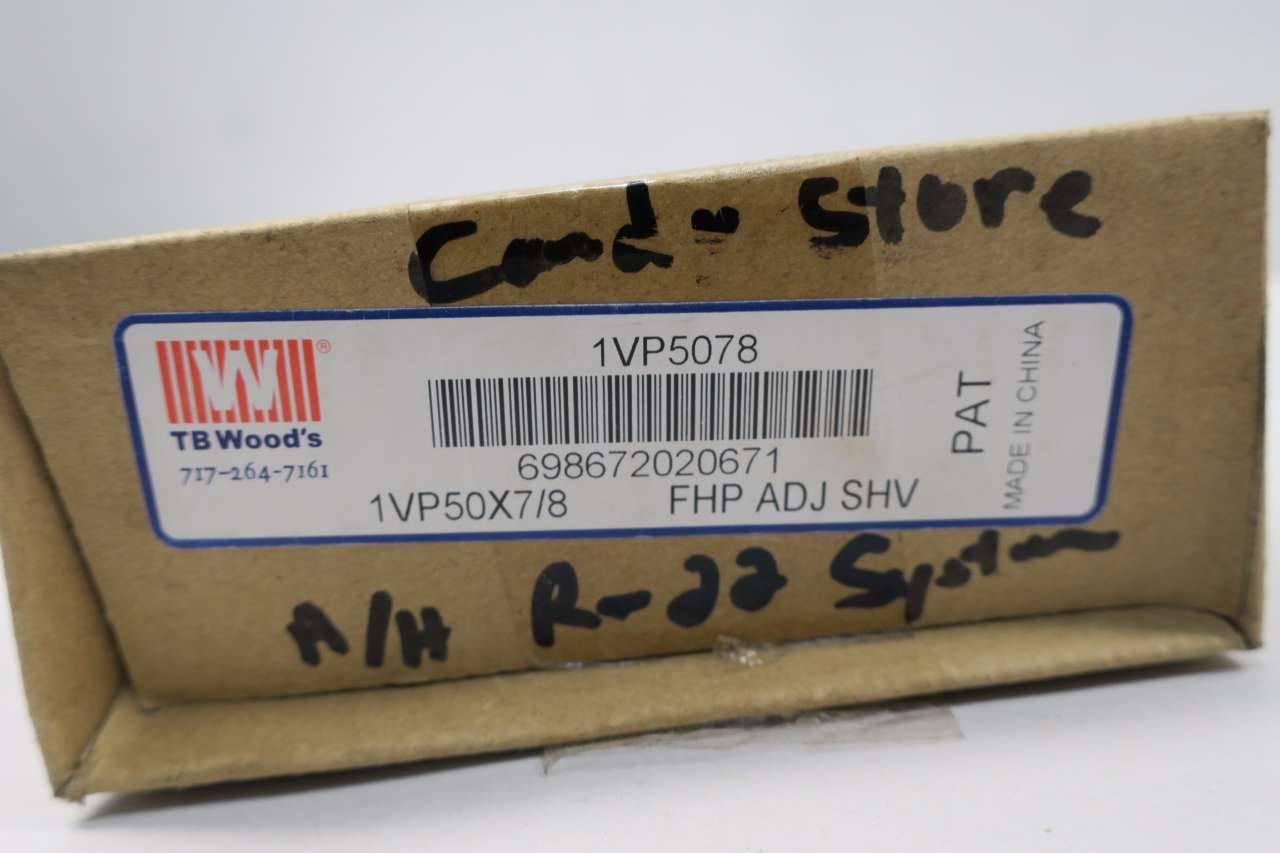 Cond- Store
1VP5078
TB Wood's ®
717-264-7161
698672020671
1VP50X7/8 FHP ADJ SHV
PAT
MADE IN CHINA
A/H R-22 System